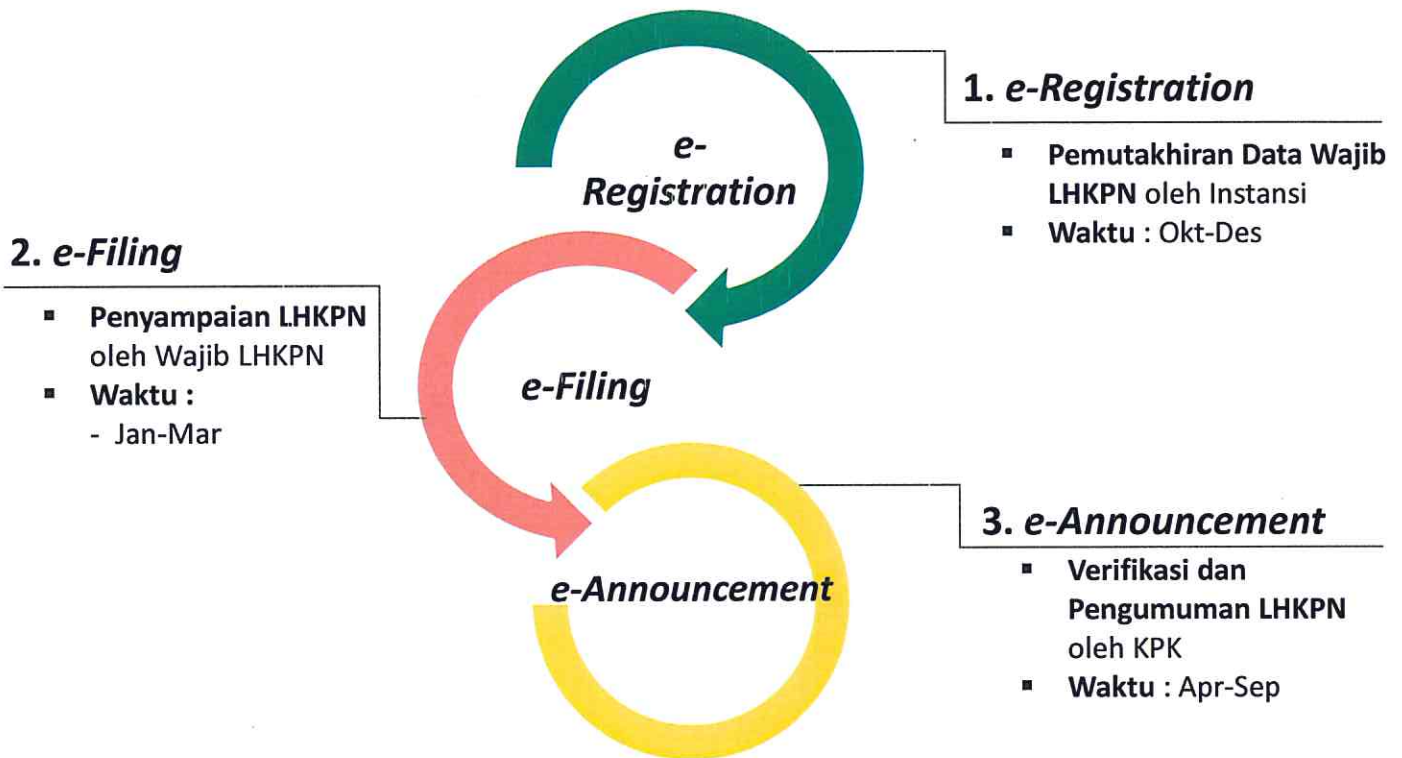 e-
Registration
1. e-Registration
▪ Pemutakhiran Data Wajib
LHKPN oleh Instansi
▪ Waktu : Okt-Des
2. e-Filing
▪ Penyampaian LHKPN
oleh Wajib LHKPN
▪ Waktu :
- Jan-Mar
e-Filing
e-Announcement
3. e-Announcement
▪ Verifikasi dan
Pengumuman LHKPN
oleh KPK
▪ Waktu : Apr-Sep